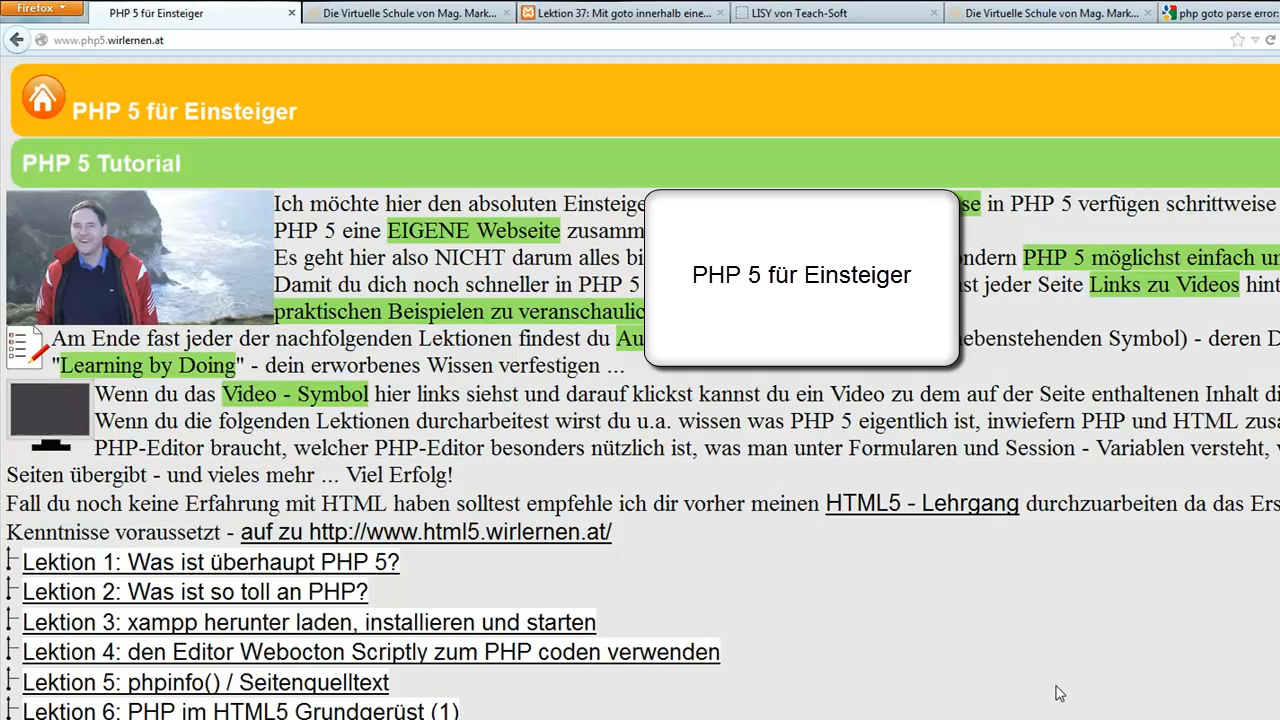 Firefox
PHP 5 für Einsteiger
Die Virtuelle Schule von Mag. Mark...
Lektion 37: Mit goto innerhalb eine...
LISY von Teach-Soft
Die Virtuelle Schule von Mag. Mark...
php goto parse error
www.php5.wirlernen.at
PHP 5 für Einsteiger
PHP 5 Tutorial
Ich möchte hier den absoluten Einsteige se in PHP 5 verfügen schrittweise
PHP 5 eine EIGENE Webseite zusamm
PHP 5 für Einsteiger
Es geht hier also NICHT darum alles bi ondern PHP 5 möglichst einfach un
Damit du dich noch schneller in PHP 5 st jeder Seite Links zu Videos hint
praktischen Beispielen zu veranschaulic
Am Ende fast jeder der nachfolgenden Lektionen findest du Au ebenstehenden Symbol) - deren D
"Learning by Doing" - dein erworbenes Wissen verfestigen ...
Wenn du das Video - Symbol hier links siehst und darauf klickst kannst du ein Video zu dem auf der Seite enthaltenen Inhalt di
Wenn du die folgenden Lektionen durcharbeitest wirst du u.a. wissen was PHP 5 eigentlich ist, inwiefern PHP und HTML zusa
PHP-Editor braucht, welcher PHP-Editor besonders nützlich ist, was man unter Formularen und Session - Variablen versteht,
Seiten übergibt - und vieles mehr ... Viel Erfolg!
Fall du noch keine Erfahrung mit HTML haben solltest empfehle ich dir vorher meinen HTML5 - Lehrgang durchzuarbeiten da das Ers
Kenntnisse voraussetzt - auf zu http://www.html5.wirlernen.at/
Lektion 1: Was ist überhaupt PHP 5?
Lektion 2: Was ist so toll an PHP?
Lektion 3: xampp herunter laden, installieren und starten
Lektion 4: den Editor Webocton Scriptly zum PHP coden verwenden
Lektion 5: phpinfo() / Seitenquelltext
Lektion 6: PHP im HTML5 Grundgerüst (1)